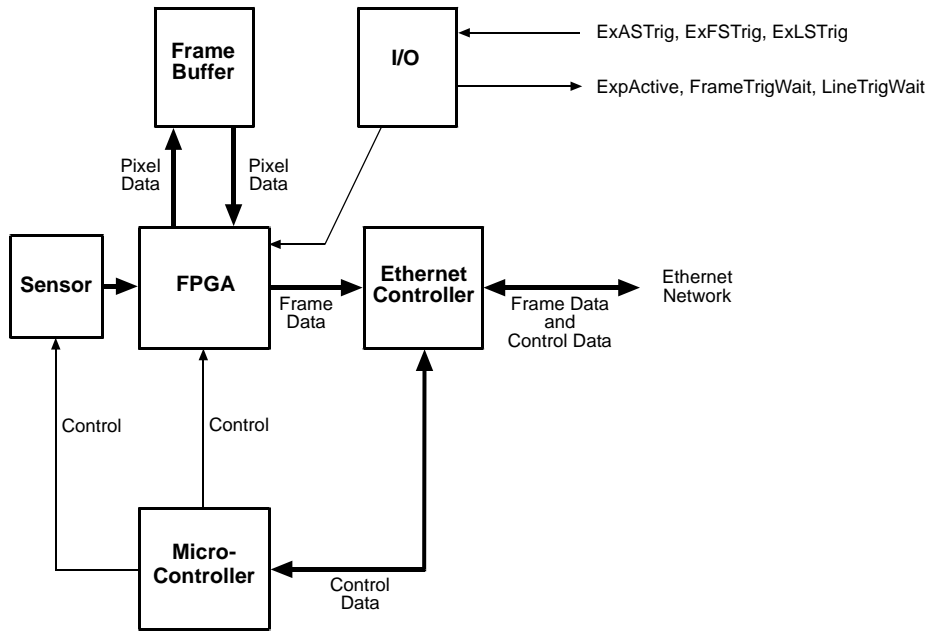 Frame
Buffer
I/O
ExASTrig, ExFSTrig, ExLSTrig
ExpActive, FrameTrigWait, LineTrigWait
Pixel
Data
Pixel
Data
Sensor
FPGA
Frame
Data
Ethernet
Controller
Frame Data
and
Control Data
Ethernet
Network
Control
Control
Micro-
Controller
Control
Data